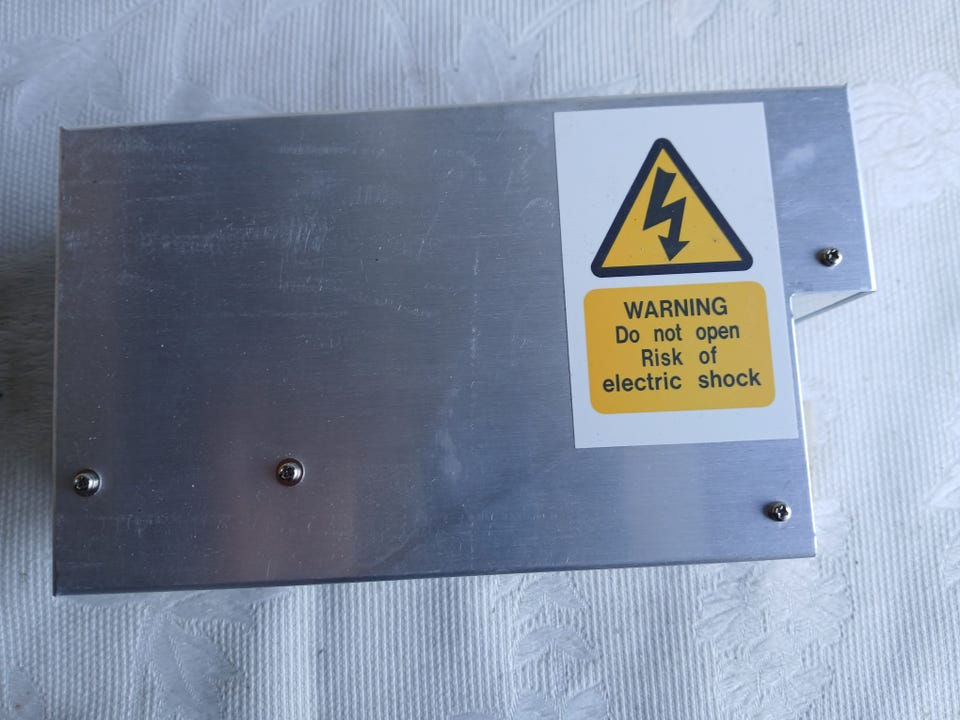 WARNING
Do not open
Risk of
electric shock